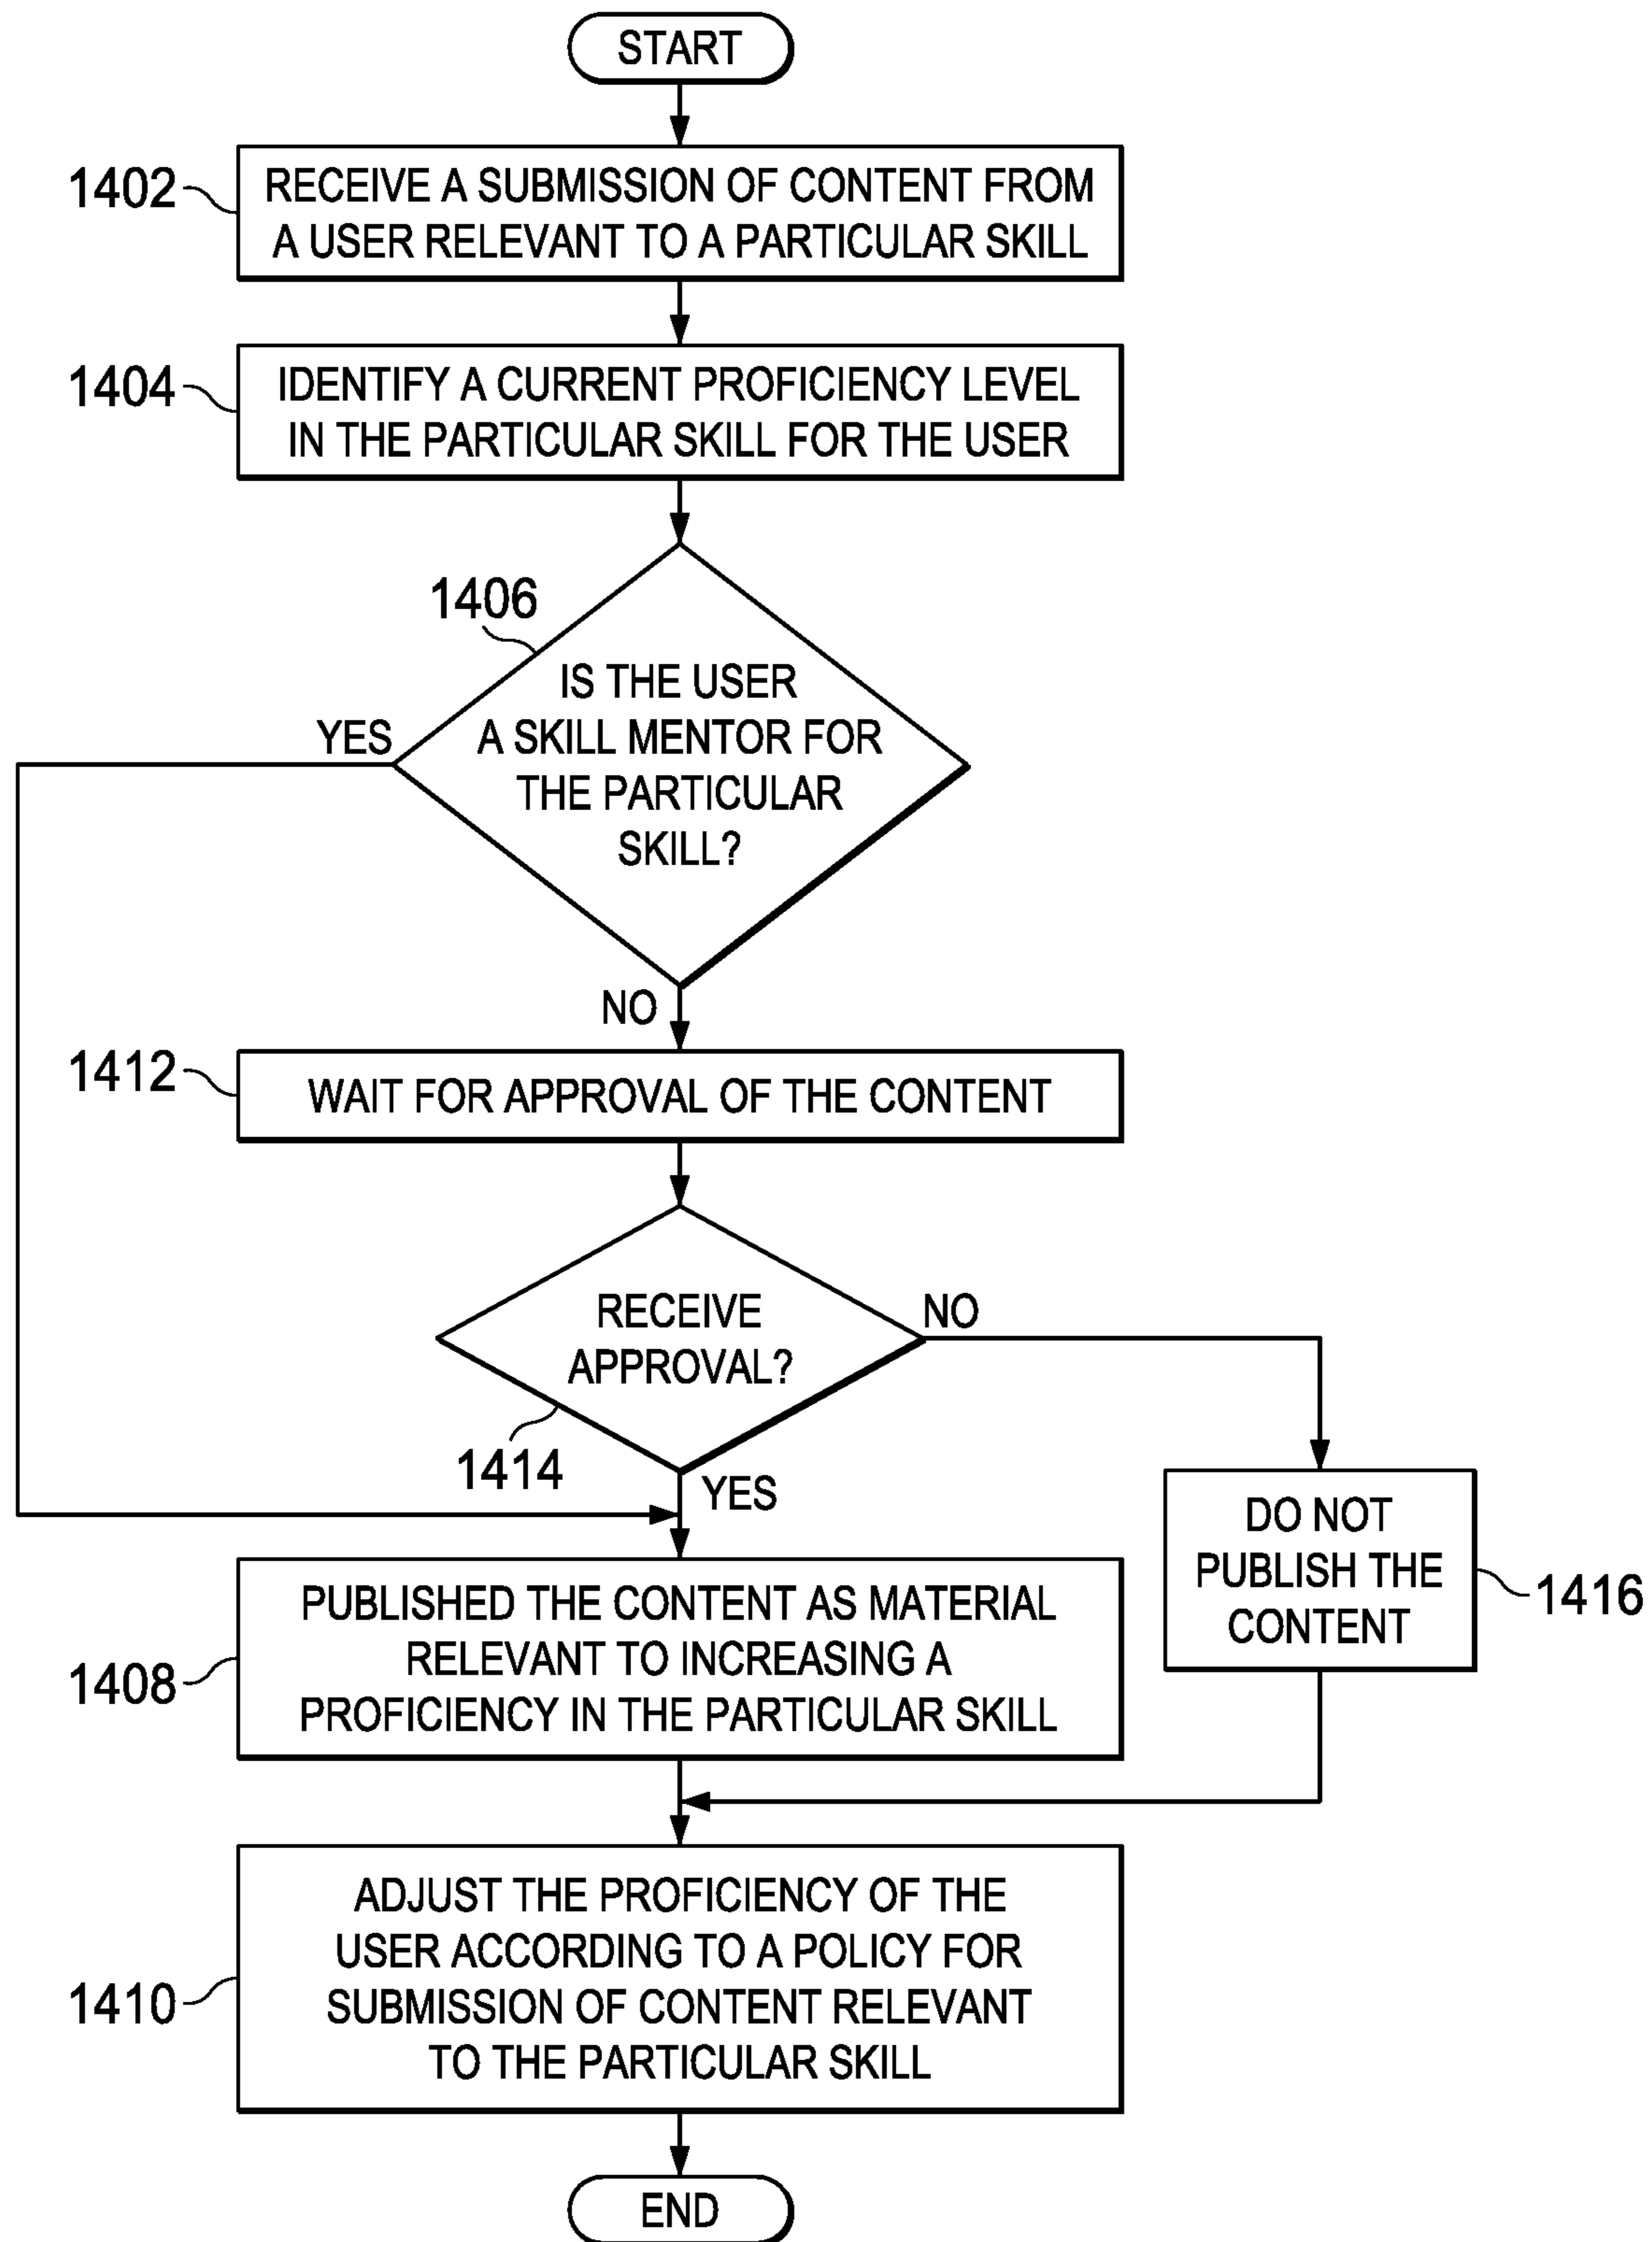 START
1402
RECEIVE A SUBMISSION OF CONTENT FROM
A USER RELEVANT TO A PARTICULAR SKILL
1404
IDENTIFY A CURRENT PROFICIENCY LEVEL
IN THE PARTICULAR SKILL FOR THE USER
1406
IS THE USER
A SKILL MENTOR FOR
THE PARTICULAR
SKILL?
YES
NO
1412
WAIT FOR APPROVAL OF THE CONTENT
RECEIVE
APPROVAL?
NO
1414
YES
DO NOT
PUBLISH THE
CONTENT
1416
1408
PUBLISHED THE CONTENT AS MATERIAL
RELEVANT TO INCREASING A
PROFICIENCY IN THE PARTICULAR SKILL
1410
ADJUST THE PROFICIENCY OF THE
USER ACCORDING TO A POLICY FOR
SUBMISSION OF CONTENT RELEVANT
TO THE PARTICULAR SKILL
END